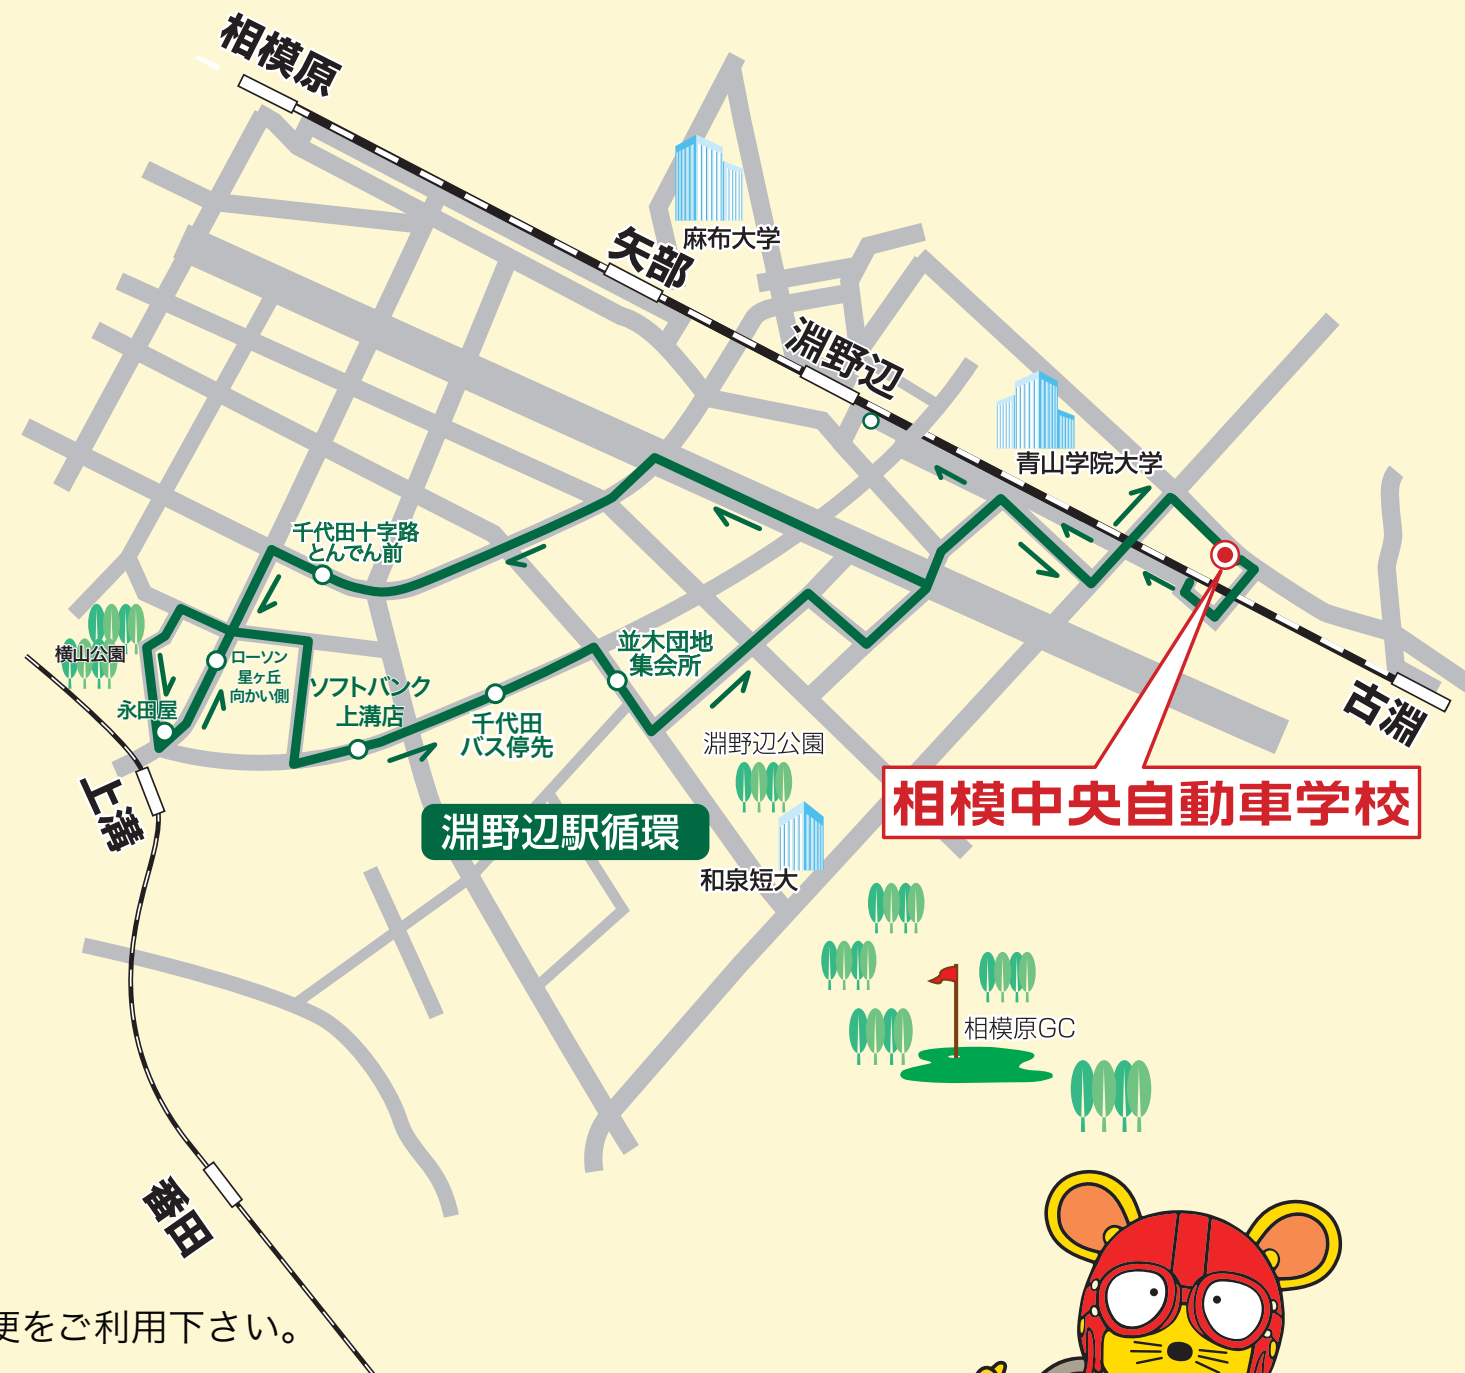 相模原
麻布大学
矢部
淵野辺
青山学院大学
千代田十字路
とんでん前
並木団地
集会所
横山公園
ローソン
星ヶ丘
向かい側
ソフトバンク
上溝店
永田屋
千代田
バス停先
古淵
淵野辺公園
上溝
相模中央自動車学校
淵野辺駅循環
和泉短大
相模原GC
番田
便をご利用下さい。